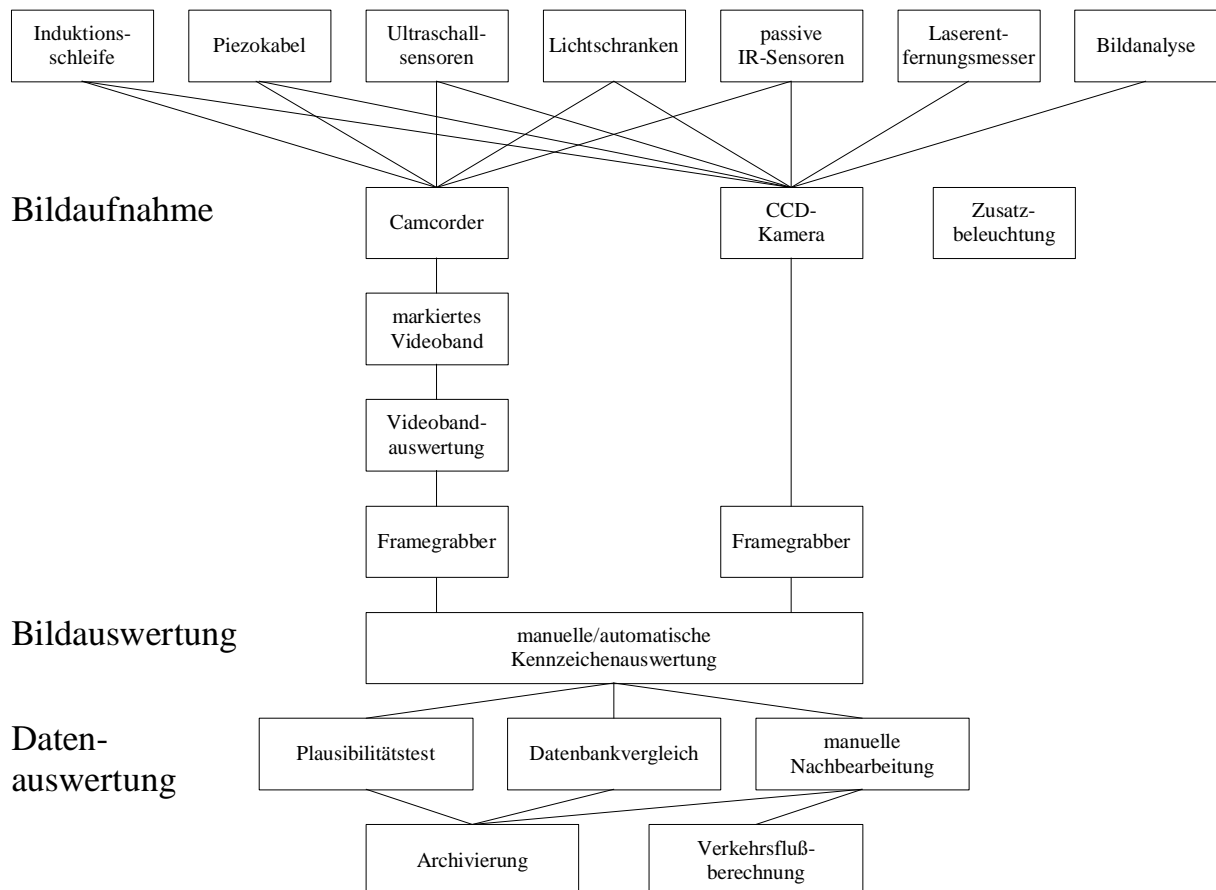 Induktions-
schleife
Piezokabel
Ultraschall-
sensoren
Lichtschranken
passive
IR-Sensoren
Laserent-
fernungsmesser
Bildanalyse
Bildaufnahme
Camcorder
CCD-
Kamera
Zusatz-
beleuchtung
markiertes
Videoband
Videoband-
auswertung
Framegrabber
Framegrabber
Bildauswertung
manuelle/automatische
Kennzeichenauswertung
Daten-
auswertung
Plausibilitätstest
Datenbankvergleich
manuelle
Nachbearbeitung
Archivierung
Verkehrsfluß-
berechnung